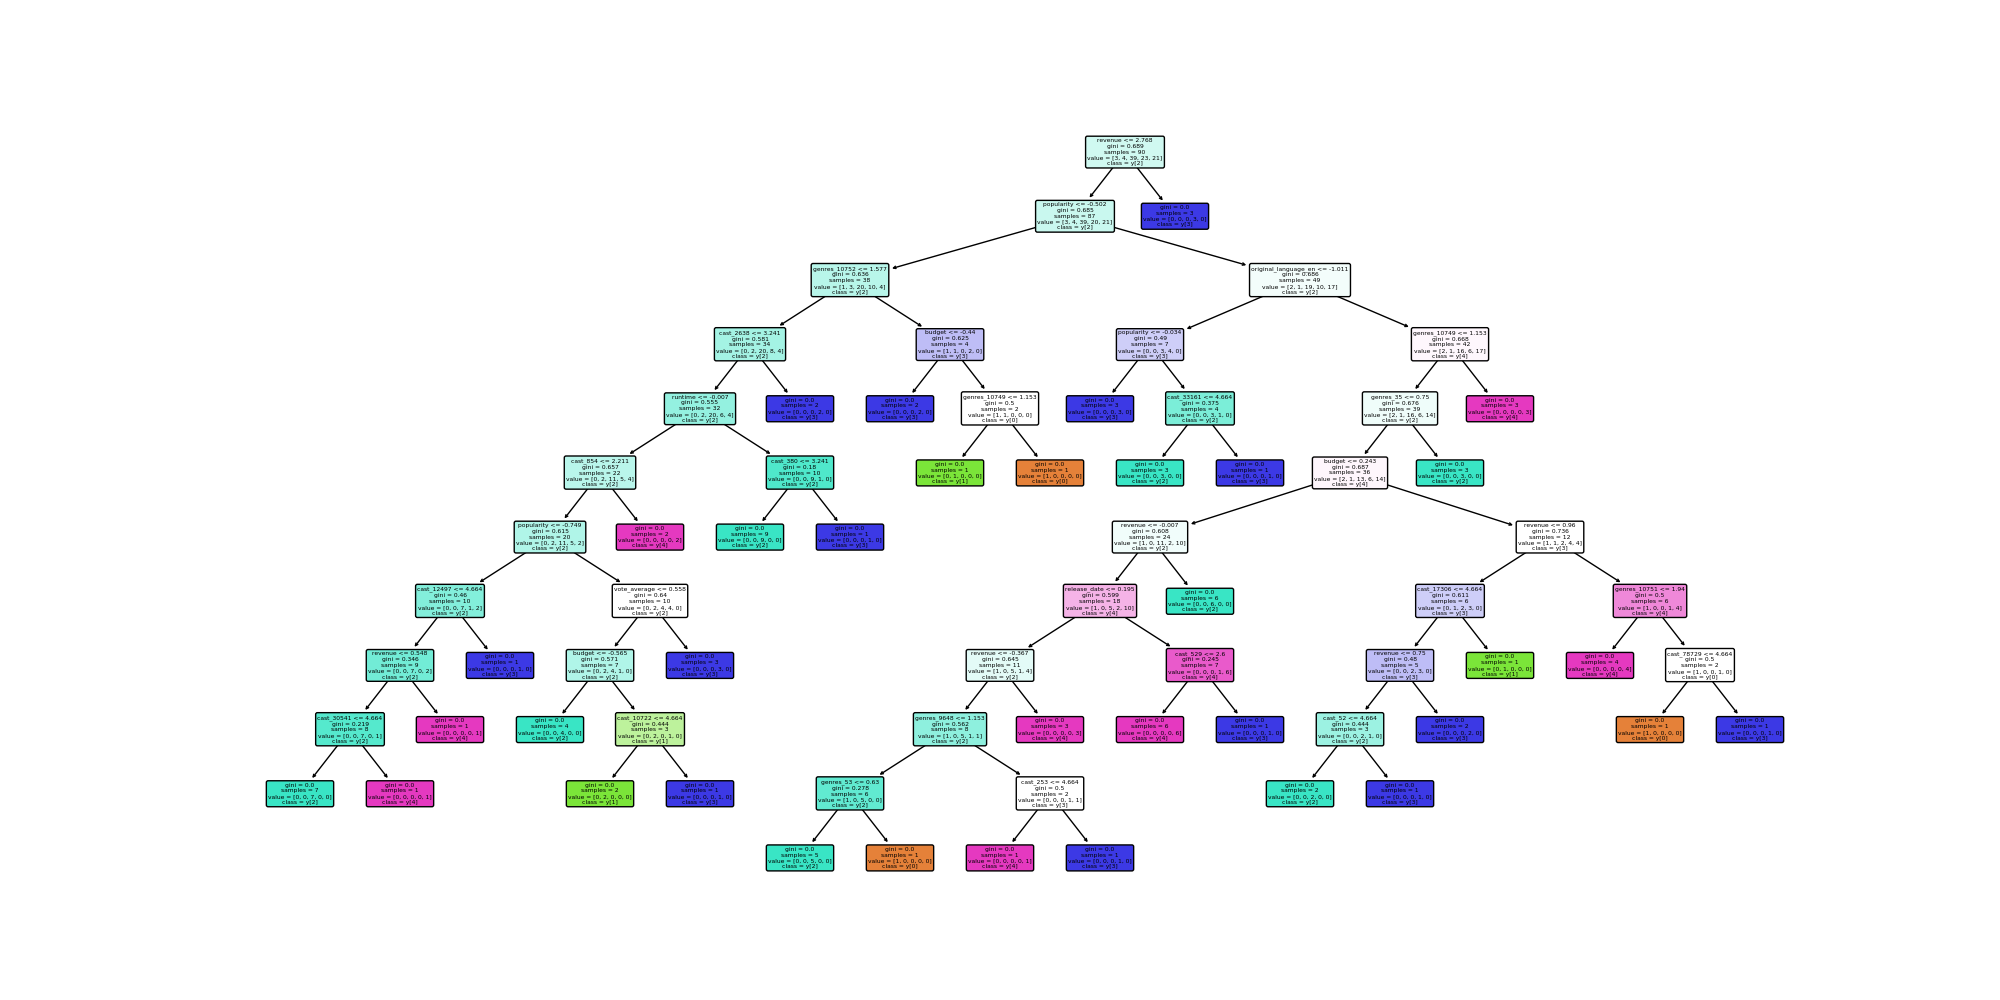 revenue <= 2.768
gini = 0.689
samples = 90
value = [3, 4, 39, 23, 21]
class = y[2]
popularity <= -0.502
gini = 0.685
samples = 87
value = [3, 4, 39, 20, 21]
class = y[2]
gini = 0.0
samples = 3
value = [0, 0, 0, 3, 0]
class = y[3]
genres_10752 <= 1.577
gini = 0.636
samples = 38
value = [1, 3, 20, 10, 4]
class = y[2]
original_language_en <= -1.011
gini = 0.686
samples = 49
value = [2, 1, 19, 10, 17]
class = y[2]
cast_2638 <= 3.241
gini = 0.581
samples = 34
value = [0, 2, 20, 8, 4]
class = y[2]
budget <= -0.44
gini = 0.625
samples = 4
value = [1, 1, 0, 2, 0]
class = y[3]
popularity <= -0.034
gini = 0.49
samples = 7
value = [0, 0, 3, 4, 0]
class = y[3]
genres_10749 <= 1.153
gini = 0.668
samples = 42
value = [2, 1, 16, 6, 17]
class = y[4]
runtime <= -0.007
gini = 0.555
samples = 32
value = [0, 2, 20, 6, 4]
class = y[2]
gini = 0.0
samples = 2
value = [0, 0, 0, 2, 0]
class = y[3]
gini = 0.0
samples = 2
value = [0, 0, 0, 2, 0]
class = y[3]
genres_10749 <= 1.153
gini = 0.5
samples = 2
value = [1, 1, 0, 0, 0]
class = y[0]
gini = 0.0
samples = 3
value = [0, 0, 0, 3, 0]
class = y[3]
cast_33161 <= 4.664
gini = 0.375
samples = 4
value = [0, 0, 3, 1, 0]
class = y[2]
genres_35 <= 0.75
gini = 0.676
samples = 39
value = [2, 1, 16, 6, 14]
class = y[2]
gini = 0.0
samples = 3
value = [0, 0, 0, 0, 3]
class = y[4]
cast_854 <= 2.211
gini = 0.657
samples = 22
value = [0, 2, 11, 5, 4]
class = y[2]
cast_380 <= 3.241
gini = 0.18
samples = 10
value = [0, 0, 9, 1, 0]
class = y[2]
gini = 0.0
samples = 1
value = [0, 1, 0, 0, 0]
class = y[1]
gini = 0.0
samples = 1
value = [1, 0, 0, 0, 0]
class = y[0]
gini = 0.0
samples = 3
value = [0, 0, 3, 0, 0]
class = y[2]
gini = 0.0
samples = 1
value = [0, 0, 0, 1, 0]
class = y[3]
budget <= 0.243
gini = 0.687
samples = 36
value = [2, 1, 13, 6, 14]
class = y[4]
gini = 0.0
samples = 3
value = [0, 0, 3, 0, 0]
class = y[2]
popularity <= -0.749
gini = 0.615
samples = 20
value = [0, 2, 11, 5, 2]
class = y[2]
gini = 0.0
samples = 2
value = [0, 0, 0, 0, 2]
class = y[4]
gini = 0.0
samples = 9
value = [0, 0, 9, 0, 0]
class = y[2]
gini = 0.0
samples = 1
value = [0, 0, 0, 1, 0]
class = y[3]
revenue <= -0.007
gini = 0.608
samples = 24
value = [1, 0, 11, 2, 10]
class = y[2]
revenue <= 0.96
gini = 0.736
samples = 12
value = [1, 1, 2, 4, 4]
class = y[3]
cast_12497 <= 4.664
gini = 0.46
samples = 10
value = [0, 0, 7, 1, 2]
class = y[2]
vote_average <= 0.558
gini = 0.64
samples = 10
value = [0, 2, 4, 4, 0]
class = y[2]
release_date <= 0.195
gini = 0.599
samples = 18
value = [1, 0, 5, 2, 10]
class = y[4]
gini = 0.0
samples = 6
value = [0, 0, 6, 0, 0]
class = y[2]
cast_17306 <= 4.664
gini = 0.611
samples = 6
value = [0, 1, 2, 3, 0]
class = y[3]
genres_10751 <= 1.94
gini = 0.5
samples = 6
value = [1, 0, 0, 1, 4]
class = y[4]
revenue <= 0.548
gini = 0.346
samples = 9
value = [0, 0, 7, 0, 2]
class = y[2]
gini = 0.0
samples = 1
value = [0, 0, 0, 1, 0]
class = y[3]
budget <= -0.565
gini = 0.571
samples = 7
value = [0, 2, 4, 1, 0]
class = y[2]
gini = 0.0
samples = 3
value = [0, 0, 0, 3, 0]
class = y[3]
revenue <= -0.367
gini = 0.645
samples = 11
value = [1, 0, 5, 1, 4]
class = y[2]
cast_529 <= 2.6
gini = 0.245
samples = 7
value = [0, 0, 0, 1, 6]
class = y[4]
revenue <= 0.75
gini = 0.48
samples = 5
value = [0, 0, 2, 3, 0]
class = y[3]
gini = 0.0
samples = 1
value = [0, 1, 0, 0, 0]
class = y[1]
gini = 0.0
samples = 4
value = [0, 0, 0, 0, 4]
class = y[4]
cast_78729 <= 4.664
gini = 0.5
samples = 2
value = [1, 0, 0, 1, 0]
class = y[0]
cast_30541 <= 4.664
gini = 0.219
samples = 8
value = [0, 0, 7, 0, 1]
class = y[2]
gini = 0.0
samples = 1
value = [0, 0, 0, 0, 1]
class = y[4]
gini = 0.0
samples = 4
value = [0, 0, 4, 0, 0]
class = y[2]
cast_10722 <= 4.664
gini = 0.444
samples = 3
value = [0, 2, 0, 1, 0]
class = y[1]
genres_9648 <= 1.153
gini = 0.562
samples = 8
value = [1, 0, 5, 1, 1]
class = y[2]
gini = 0.0
samples = 3
value = [0, 0, 0, 0, 3]
class = y[4]
gini = 0.0
samples = 6
value = [0, 0, 0, 0, 6]
class = y[4]
gini = 0.0
samples = 1
value = [0, 0, 0, 1, 0]
class = y[3]
cast_52 <= 4.664
gini = 0.444
samples = 3
value = [0, 0, 2, 1, 0]
class = y[2]
gini = 0.0
samples = 2
value = [0, 0, 0, 2, 0]
class = y[3]
gini = 0.0
samples = 1
value = [1, 0, 0, 0, 0]
class = y[0]
gini = 0.0
samples = 1
value = [0, 0, 0, 1, 0]
class = y[3]
gini = 0.0
samples = 7
value = [0, 0, 7, 0, 0]
class = y[2]
gini = 0.0
samples = 1
value = [0, 0, 0, 0, 1]
class = y[4]
gini = 0.0
samples = 2
value = [0, 2, 0, 0, 0]
class = y[1]
gini = 0.0
samples = 1
value = [0, 0, 0, 1, 0]
class = y[3]
genres_53 <= 0.63
gini = 0.278
samples = 6
value = [1, 0, 5, 0, 0]
class = y[2]
cast_253 <= 4.664
gini = 0.5
samples = 2
value = [0, 0, 0, 1, 1]
class = y[3]
gini = 0.0
samples = 2
value = [0, 0, 2, 0, 0]
class = y[2]
gini = 0.0
samples = 1
value = [0, 0, 0, 1, 0]
class = y[3]
gini = 0.0
samples = 5
value = [0, 0, 5, 0, 0]
class = y[2]
gini = 0.0
samples = 1
value = [1, 0, 0, 0, 0]
class = y[0]
gini = 0.0
samples = 1
value = [0, 0, 0, 0, 1]
class = y[4]
gini = 0.0
samples = 1
value = [0, 0, 0, 1, 0]
class = y[3]